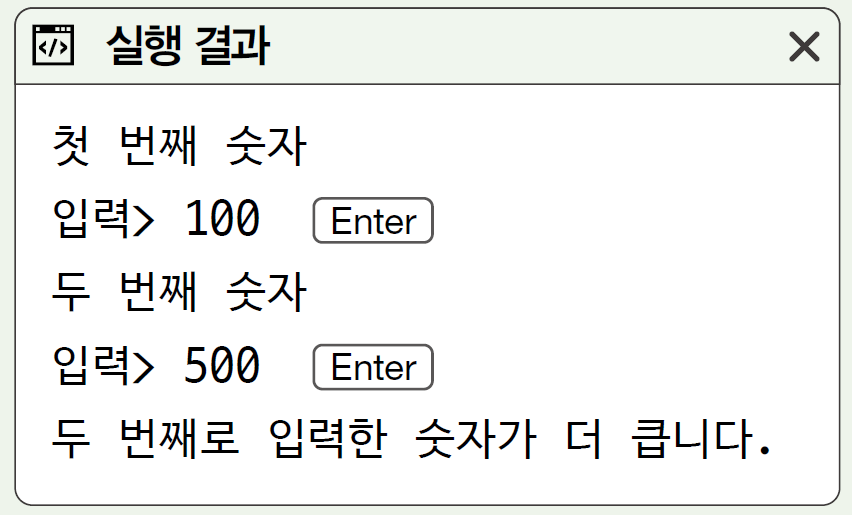 실행 결과
첫 번째 숫자
입력> 100 Enter
두 번째 숫자
입력> 500 Enter
두 번째로 입력한 숫자가 더 큽니다.